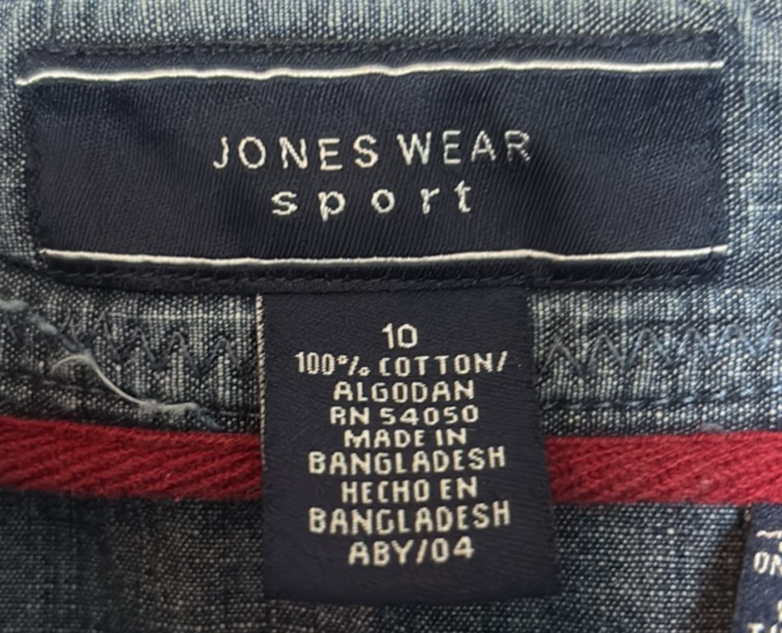 JONES WEAR
sport
10
100% COTTON/
ALGODAN
RN 54050
MADE IN
BANGLADESH
HECHO EN
BANGLADESH
ABY/04